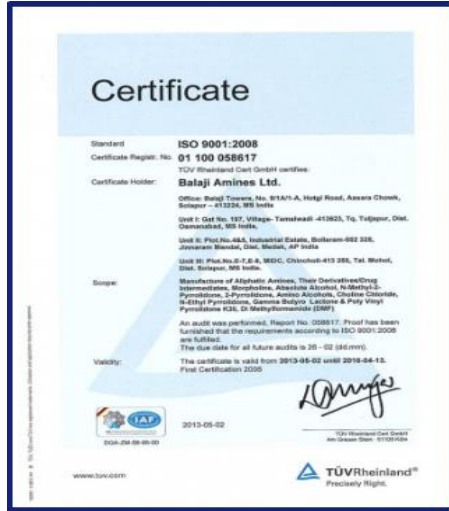 Certificate
Standard ISO 9001:2008
Certificate Registr. No. 01 100 058617
TÜV Rheinland Cert GmbH certifies:
Certificate Holder: Balaji Amines Ltd.
Office: Balaji Towers, No. 9/1A/1-A, Hotgi Road, Aasara Chowk,
Solapur – 413224, MS India
Unit I: Gat No. 197, Village- Tamalwadi -413623, Tq. Tuljapur, Dist.
Osmanabad, MS India
Unit II: Plot.No.4&5, Industrial Estate, Bollaram-502 325,
Jinnaram Mandal, Dist. Medak, AP India
Unit III: Plot.No.E-7,E-8, MIDC, Chincholi-413 255, Tal. Mohol,
Dist. Solapur, MS India.
Scope: Manufacture of Aliphatic Amines, Their Derivatives/Drug
Intermediates, Morpholine, Absolute Alcohol, N-Methyl-2-
Pyrrolidone, 2-Pyrrolidone, Amino Alcohols, Choline Chloride,
N-Ethyl Pyrrolidone, Gamma Butyro Lactone & Poly Vinyl
Pyrrolidone K30, Di Methylformamide (DMF)
An audit was performed, Report No. 058617. Proof has been
furnished that the requirements according to ISO 9001:2008
are fulfilled.
The due date for all future audits is 26 - 02 (dd.mm).
Validity: The certificate is valid from 2013-05-02 until 2016-04-13.
First Certification 2005
IAF
2013-05-02
TÜV Rheinland Cert GmbH
Am Grauen Stein · 51105 Köln
www.tuv.com
TÜVRheinland®
Precisely Right.